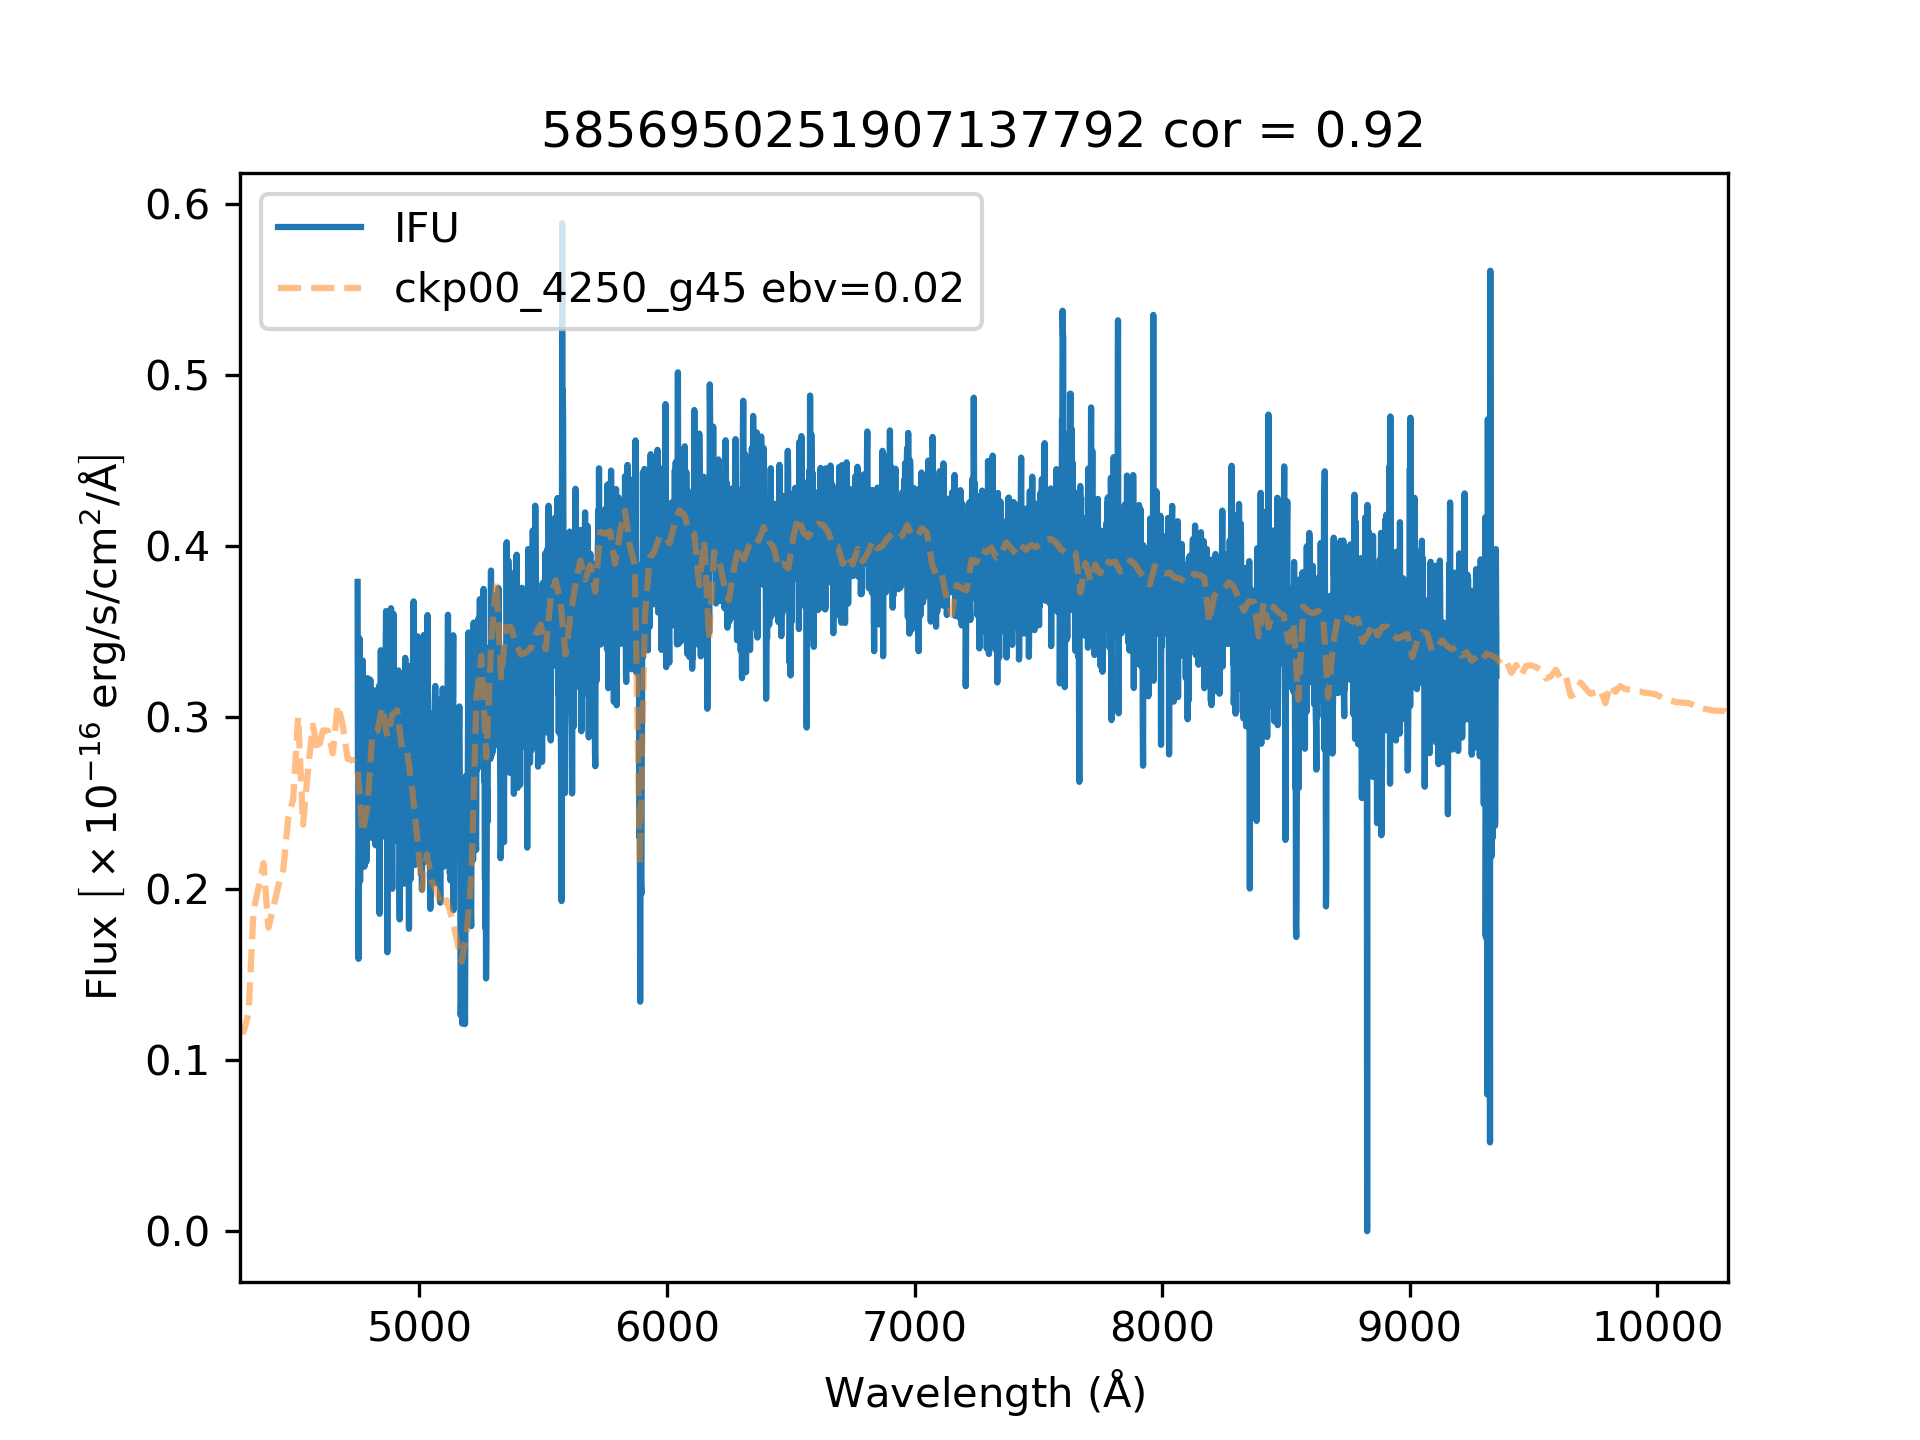 5856950251907137792 cor = 0.92
IFU
ckp00_4250_g45 ebv=0.02
0.6
0.5
0.4
0.3
0.2
0.1
0.0
Flux [× 10⁻¹⁶ erg/s/cm²/Å]
5000 6000 7000 8000 9000 10000
Wavelength (Å)